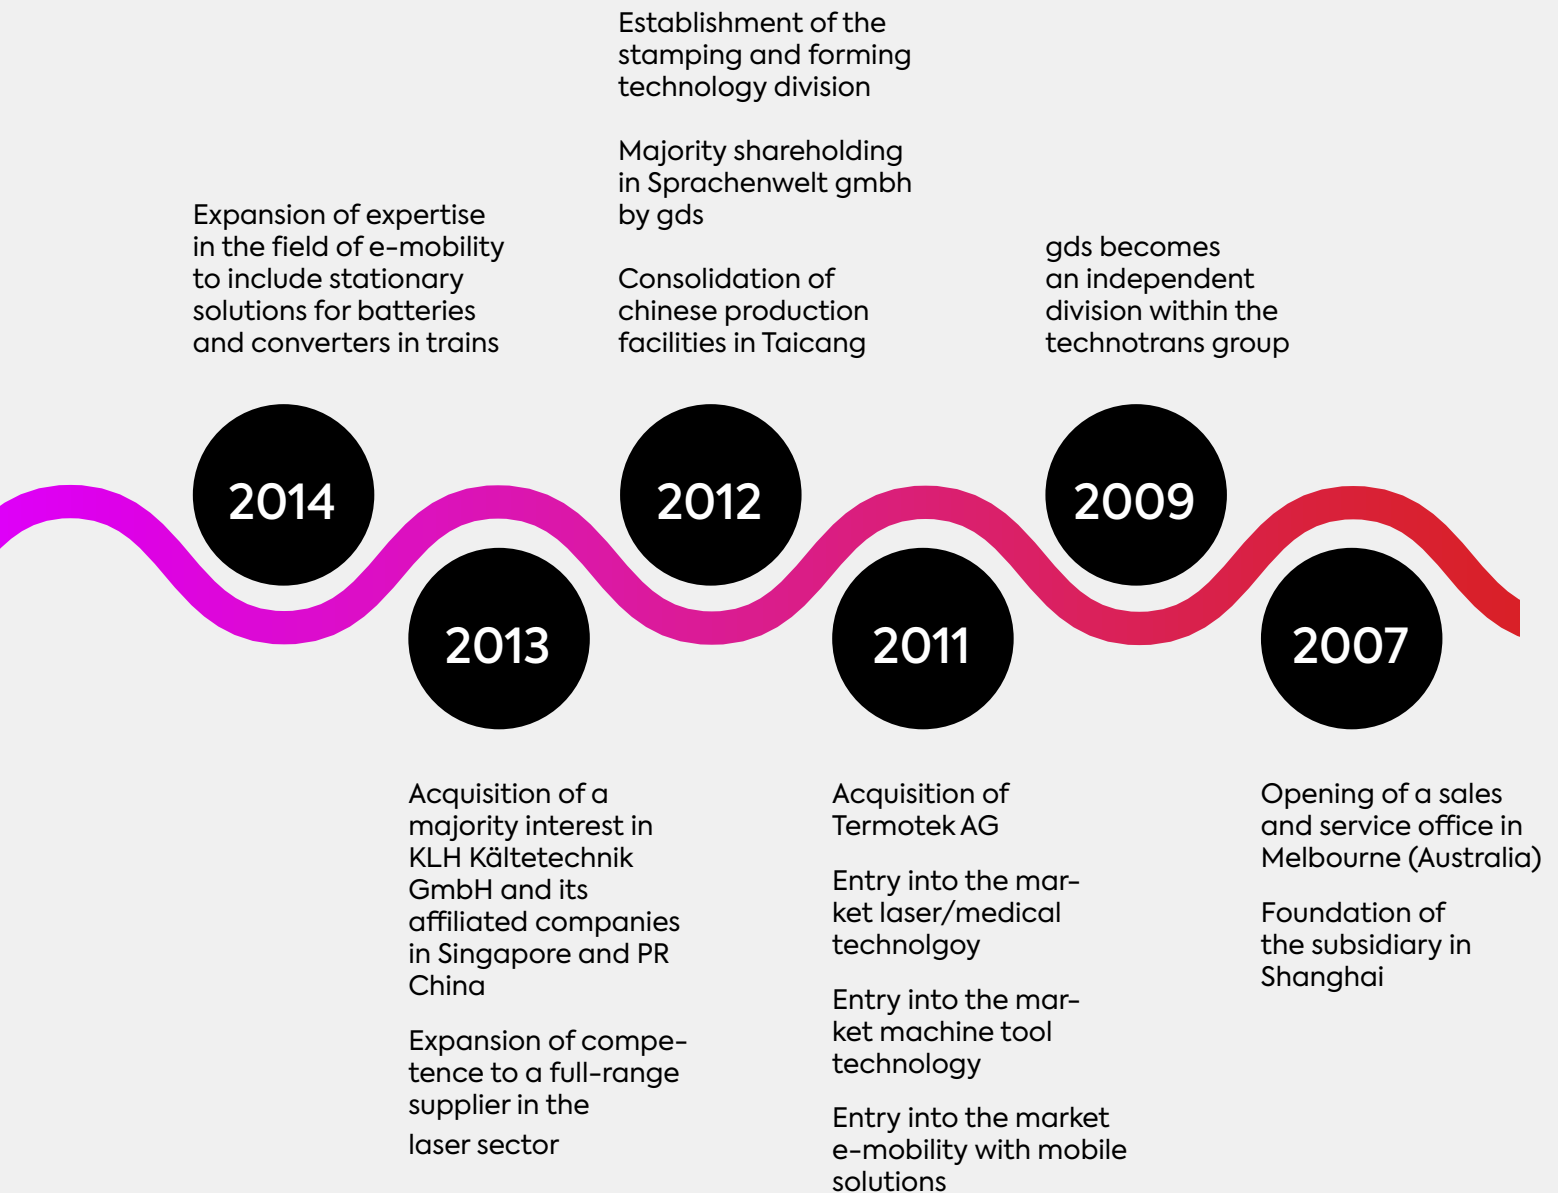 Expansion of expertise
in the field of e-mobility
to include stationary
solutions for batteries
and converters in trains
2014
2013
Acquisition of a
majority interest in
KLH Kältetechnik
GmbH and its
affiliated companies
in Singapore and PR
China
Expansion of compe-
tence to a full-range
supplier in the
laser sector
Establishment of the
stamping and forming
technology division
Majority shareholding
in Sprachenwelt gmbh
by gds
Consolidation of
chinese production
facilities in Taicang
2012
2011
Acquisition of
Termotek AG
Entry into the mar-
ket laser/medical
technolgoy
Entry into the mar-
ket machine tool
technology
Entry into the market
e-mobility with mobile
solutions
gds becomes
an independent
division within the
technotrans group
2009
2007
Opening of a sales
and service office in
Melbourne (Australia)
Foundation of
the subsidiary in
Shanghai